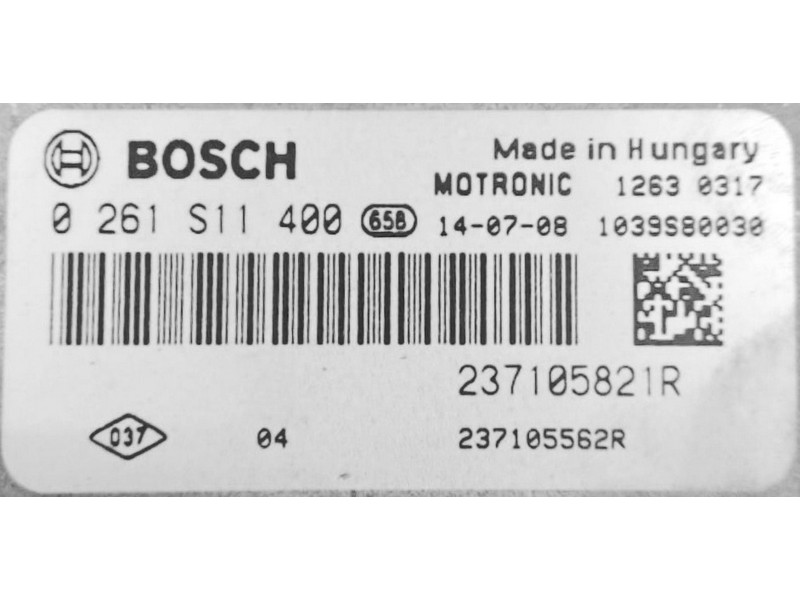 BOSCH Made in Hungary
MOTRONIC 1263 0317
0 261 S11 400 65B 14-07-08 1039S80030
237105821R
037 04 237105562R